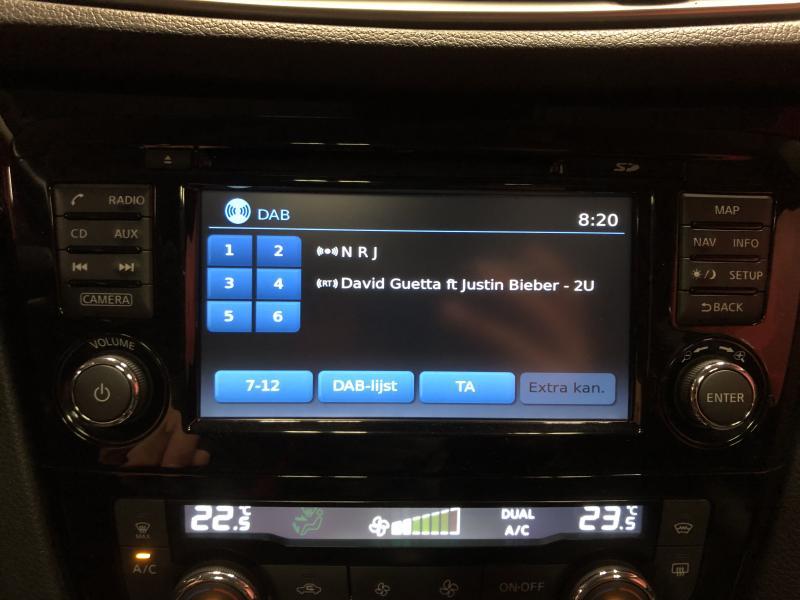 RADIO
CD AUX
CAMERA
VOLUME
DAB 8:20
1 2 N R J
3 4 (RT) David Guetta ft Justin Bieber - 2U
5 6
7-12 DAB-lijst TA Extra kan.
MAP
NAV INFO
SETUP
BACK
ENTER
22.5°C DUAL A/C 23.5°C
MAX
A/C
ON·OFF